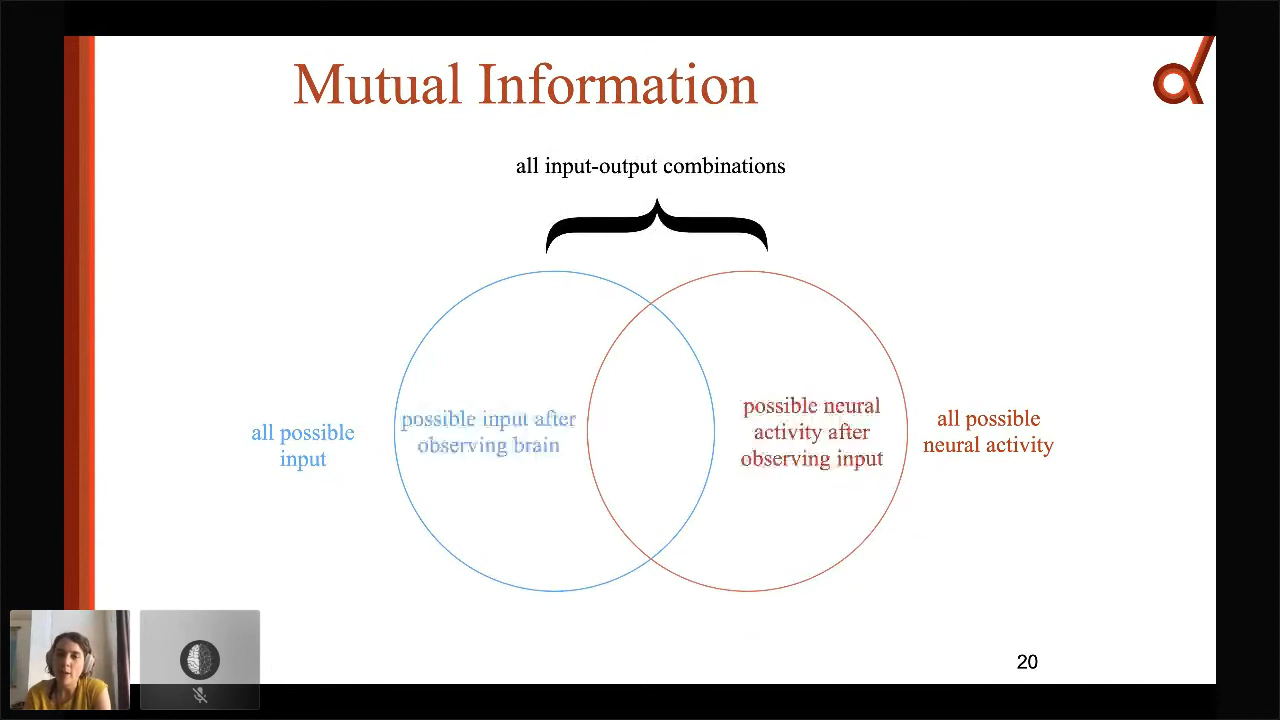 Mutual Information
all input-output combinations
all possible
input
possible input after
observing brain
possible neural
activity after
observing input
all possible
neural activity
20